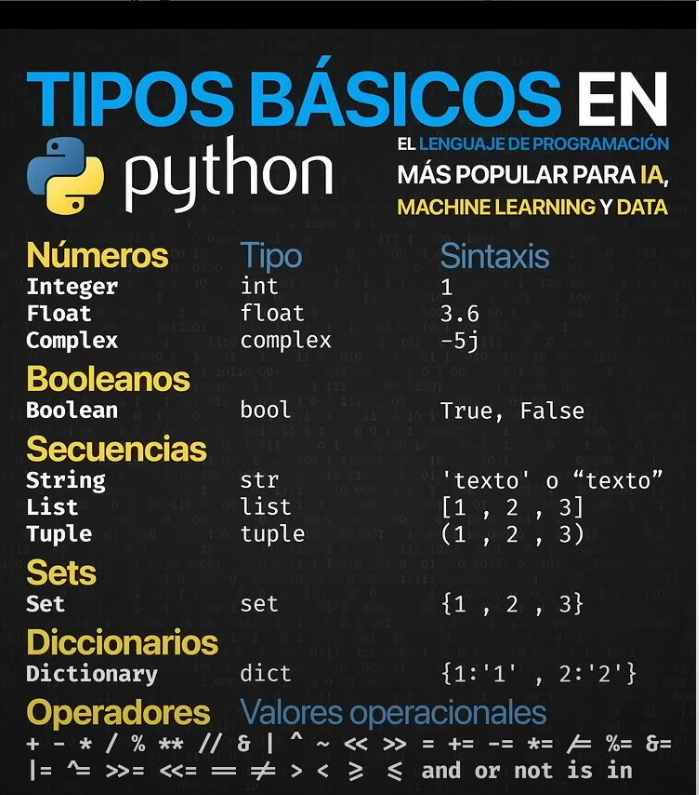 TIPOS BÁSICOS EN
python
EL LENGUAJE DE PROGRAMACIÓN
MÁS POPULAR PARA IA,
MACHINE LEARNING Y DATA
Números Tipo Sintaxis
Integer int 1
Float float 3.6
Complex complex -5j
Booleanos
Boolean bool True, False
Secuencias
String str 'texto' o “texto”
List list [1 , 2 , 3]
Tuple tuple (1 , 2 , 3)
Sets
Set set {1 , 2 , 3}
Diccionarios
Dictionary dict {1:'1' , 2:'2'}
Operadores Valores operacionales
+ - * / % ** // & | ^ ~ << >> = += -= *= /= %= &=
|= ^= >>= <<= == != > < >= <= and or not is in